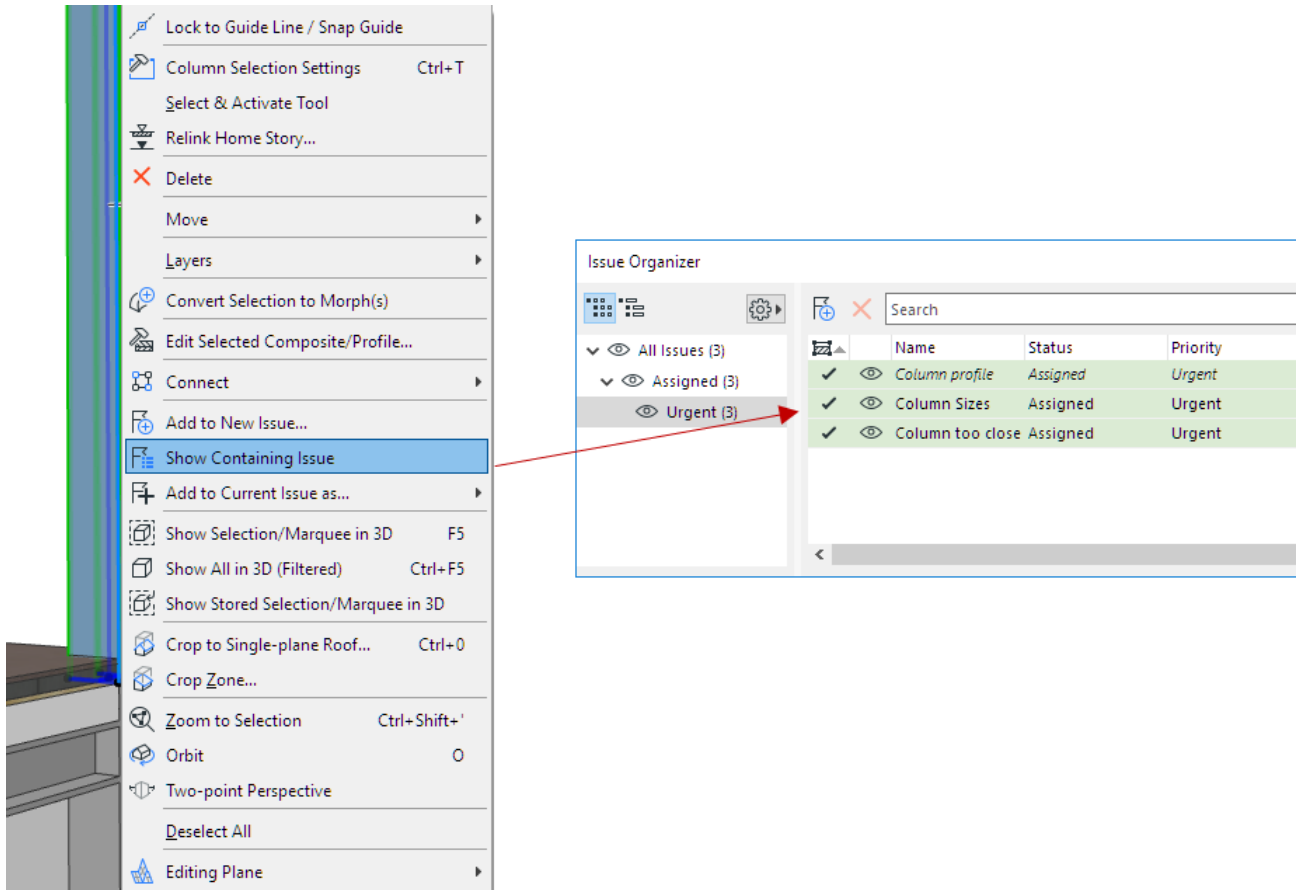 Lock to Guide Line / Snap Guide
Column Selection Settings Ctrl+T
Select & Activate Tool
Relink Home Story...
Delete
Move
Layers
Convert Selection to Morph(s)
Edit Selected Composite/Profile...
Connect
Add to New Issue...
Show Containing Issue
Add to Current Issue as...
Show Selection/Marquee in 3D F5
Show All in 3D (Filtered) Ctrl+F5
Show Stored Selection/Marquee in 3D
Crop to Single-plane Roof... Ctrl+0
Crop Zone...
Zoom to Selection Ctrl+Shift+'
Orbit O
Two-point Perspective
Deselect All
Editing Plane
Issue Organizer
Search
All Issues (3)
Assigned (3)
Urgent (3)
Name Status Priority
Column profile Assigned Urgent
Column Sizes Assigned Urgent
Column too close Assigned Urgent